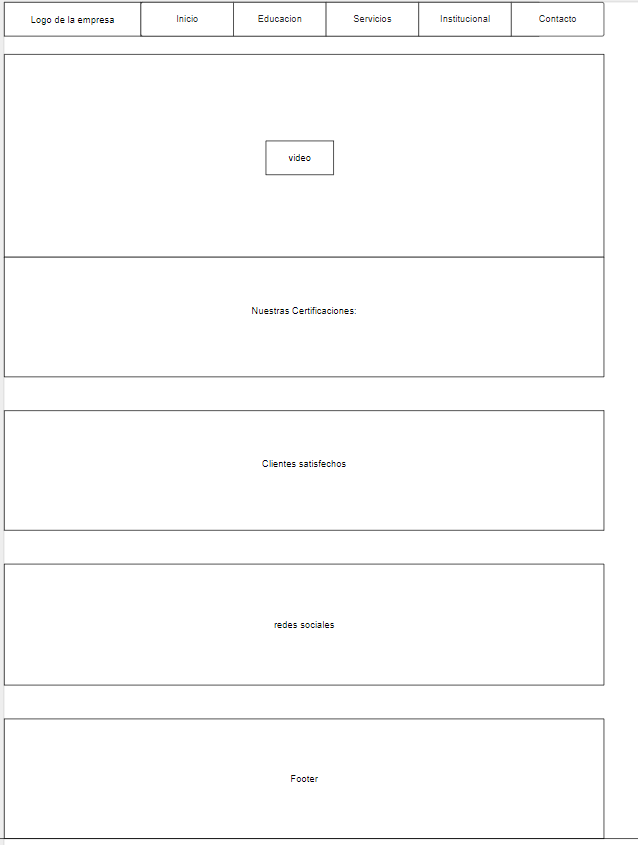 Logo de la empresa
Inicio
Educacion
Servicios
Institucional
Contacto
video
Nuestras Certificaciones:
Clientes satisfechos
redes sociales
Footer